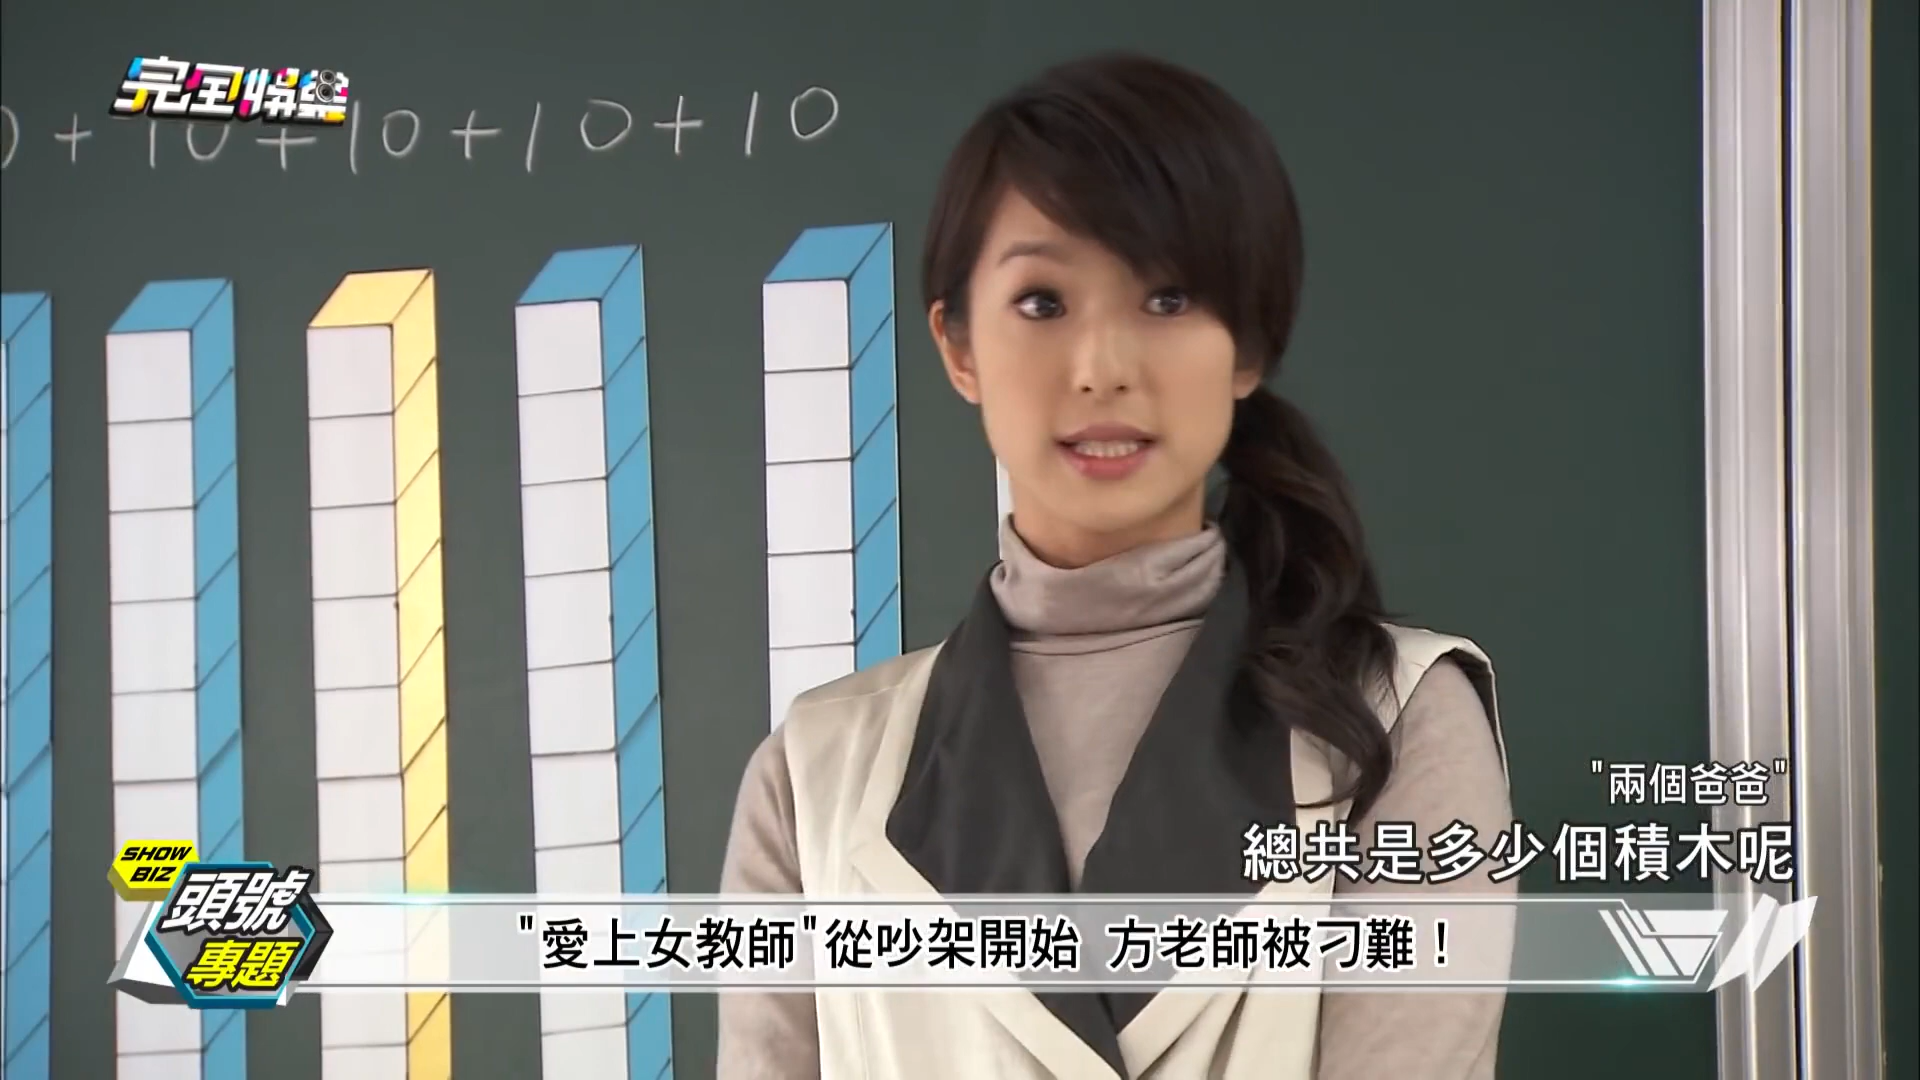 完全娛樂
0 + 10 + 10 + 10 + 10
"兩個爸爸"
總共是多少個積木呢
SHOW
BIZ
頭號
專題
"愛上女教師"從吵架開始 方老師被刁難！